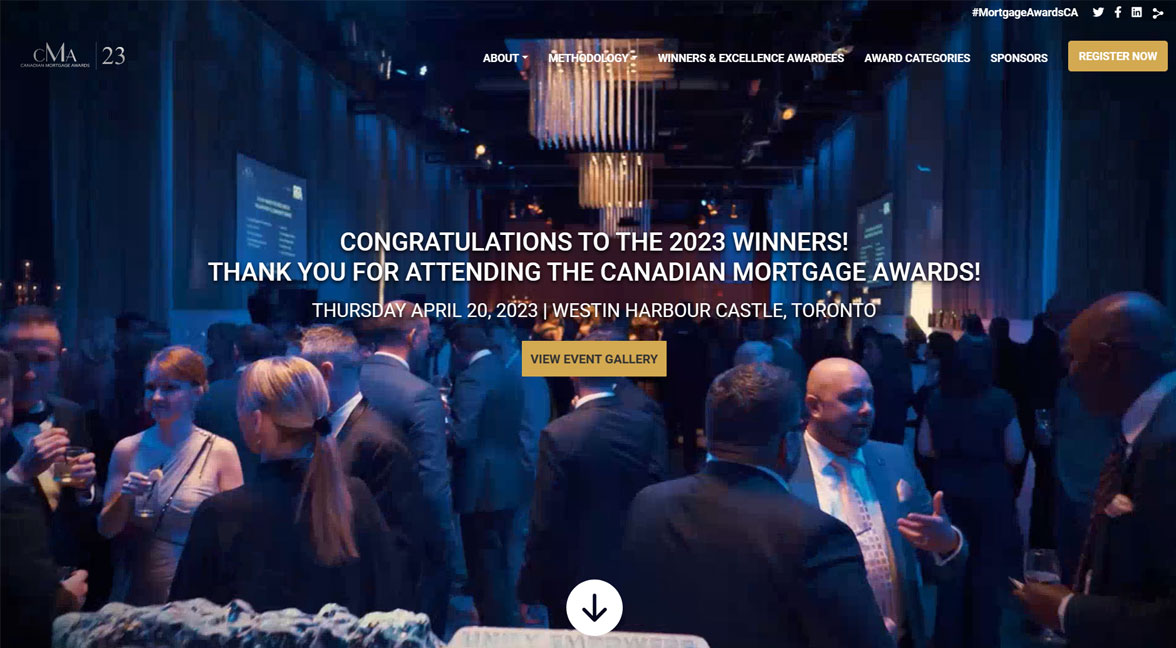 #MortgageAwardsCA
CMA
CANADIAN MORTGAGE AWARDS
23
ABOUT
METHODOLOGY
WINNERS & EXCELLENCE AWARDEES
AWARD CATEGORIES
SPONSORS
REGISTER NOW
CONGRATULATIONS TO THE 2023 WINNERS!
THANK YOU FOR ATTENDING THE CANADIAN MORTGAGE AWARDS!
THURSDAY APRIL 20, 2023 | WESTIN HARBOUR CASTLE, TORONTO
VIEW EVENT GALLERY